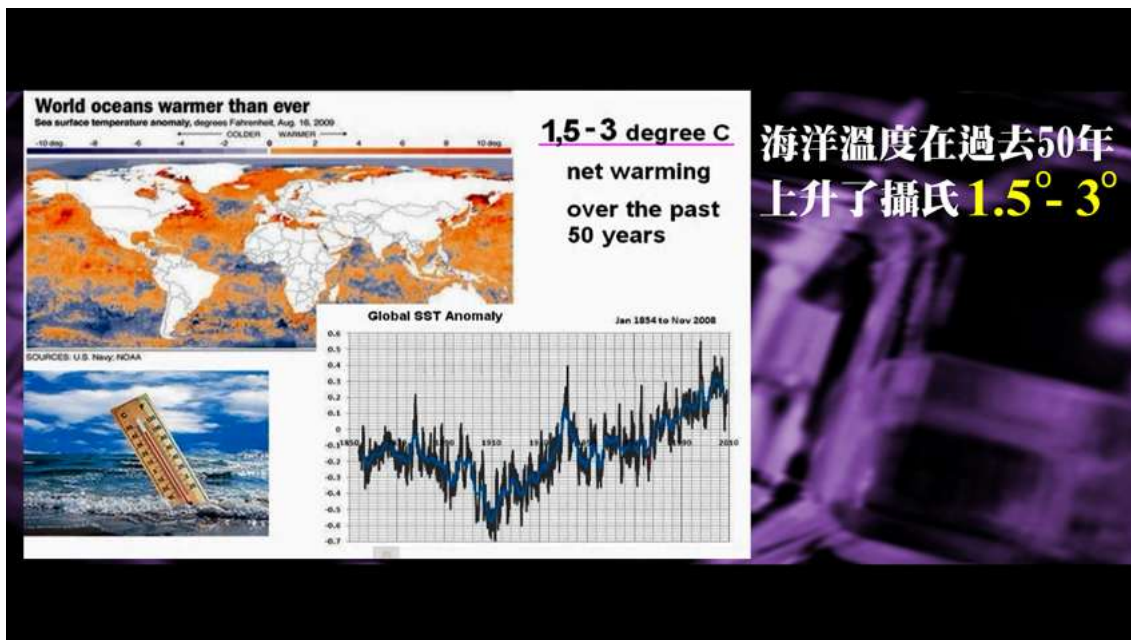 World oceans warmer than ever
Sea surface temperature anomaly, degrees Fahrenheit, Aug. 16, 2009
COLDER WARMER
-10 deg. -8 -6 -4 -2 0 2 4 6 8 10 deg.
SOURCES: U.S. Navy; NOAA
1,5-3 degree C
net warming
over the past
50 years
海洋溫度在過去50年
上升了攝氏1.5°-3°
Global SST Anomaly
Jan 1854 to Nov 2008
0.6
0.5
0.4
0.3
0.2
0.1
0
-0.1
1850 1910 2010
-0.2
-0.3
-0.4
-0.5
-0.6
-0.7